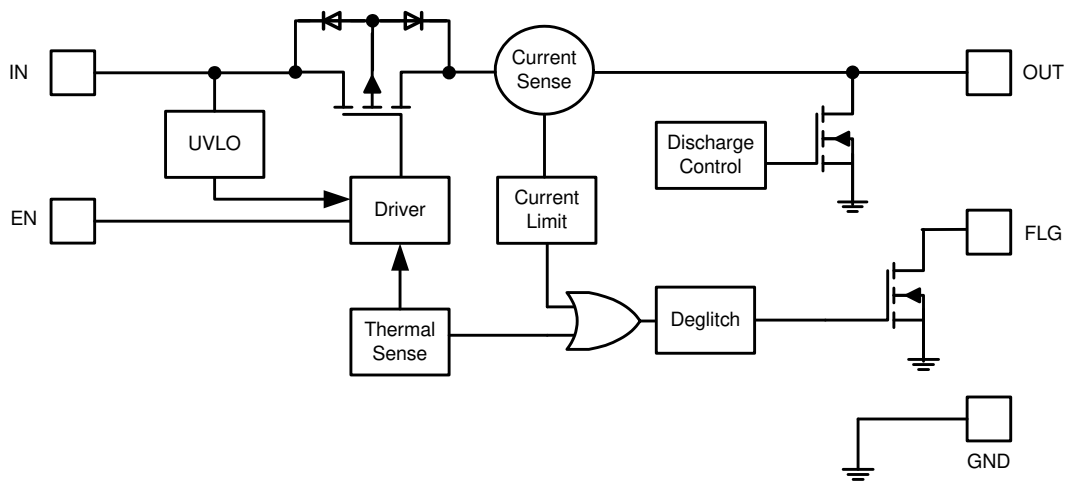 IN
Current
Sense
OUT
UVLO
Discharge
Control
EN
Driver
Current
Limit
FLG
Thermal
Sense
Deglitch
GND